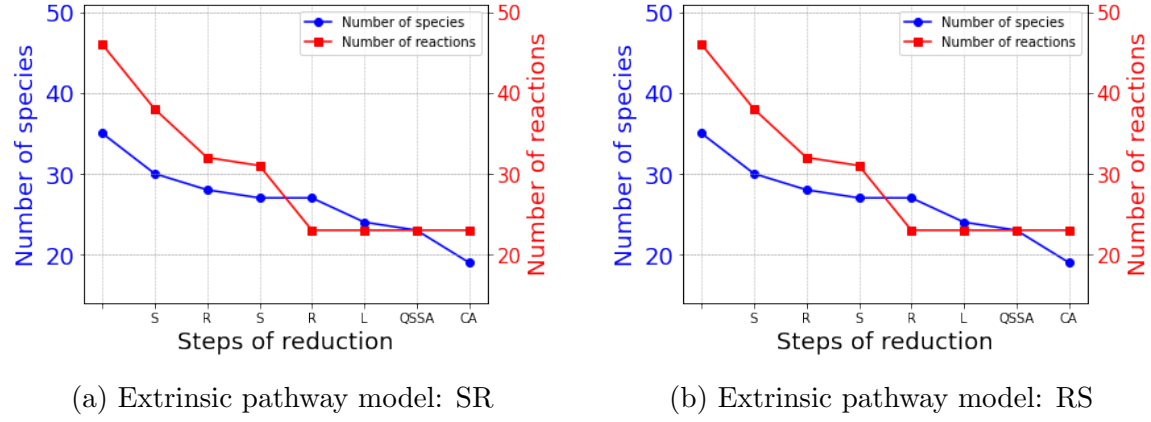 50
40
30
20
Number of species
Number of species
Number of reactions
50
40
30
20
Number of reactions
S R S R L QSSA CA
Steps of reduction
(a) Extrinsic pathway model: SR
50
40
30
20
Number of species
Number of species
Number of reactions
50
40
30
20
Number of reactions
S R S R L QSSA CA
Steps of reduction
(b) Extrinsic pathway model: RS